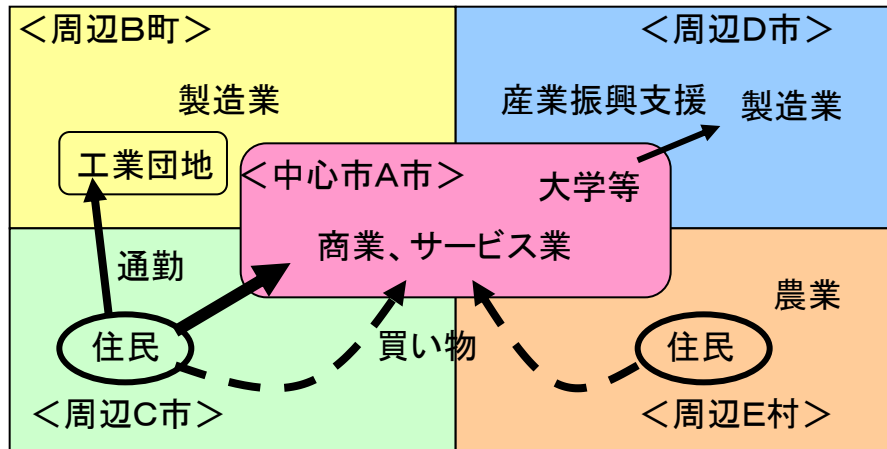 ＜周辺Ｂ町＞
＜周辺Ｄ市＞
製造業
産業振興支援
製造業
工業団地
＜中心市Ａ市＞
大学等
商業、サービス業
通勤
農業
住民
買い物
住民
＜周辺Ｃ市＞
＜周辺Ｅ村＞